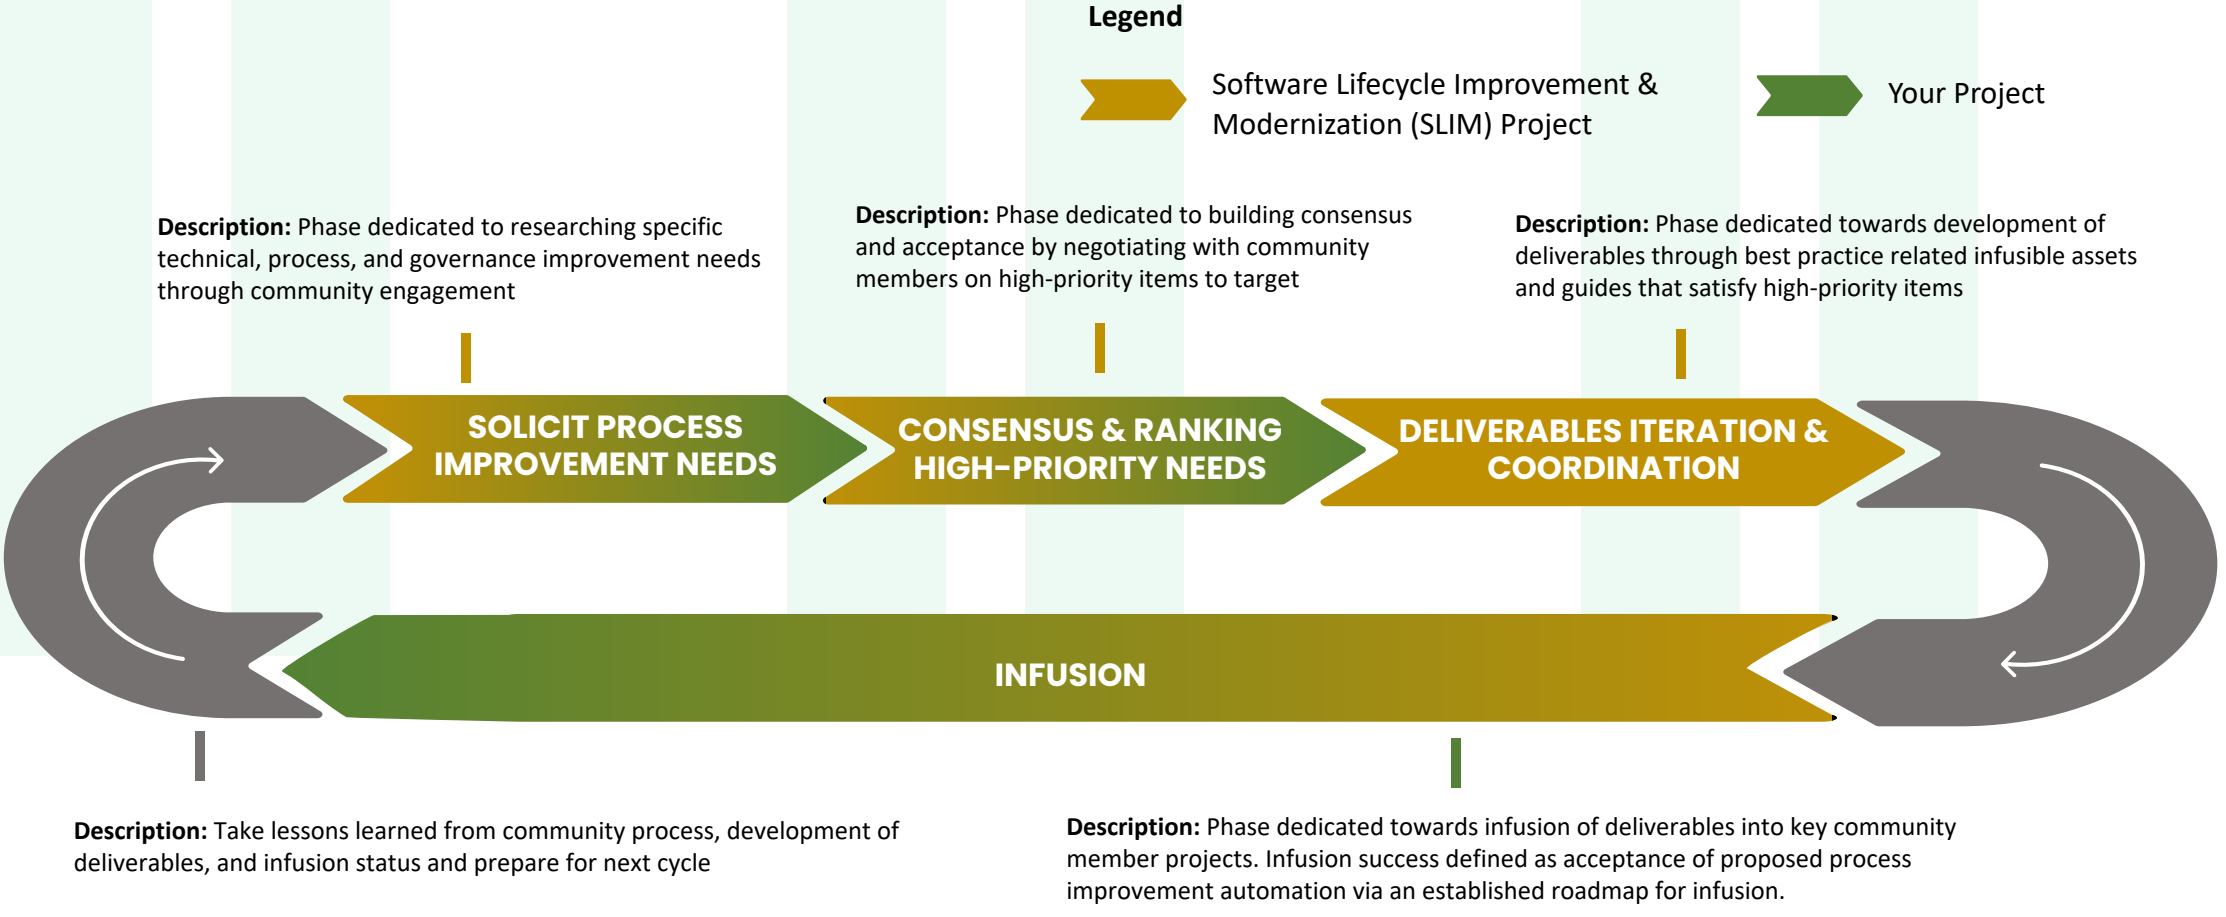 Legend
Software Lifecycle Improvement &
Modernization (SLIM) Project
Your Project
Description: Phase dedicated to researching specific
technical, process, and governance improvement needs
through community engagement
Description: Phase dedicated to building consensus
and acceptance by negotiating with community
members on high-priority items to target
Description: Phase dedicated towards development of
deliverables through best practice related infusible assets
and guides that satisfy high-priority items
SOLICIT PROCESS
IMPROVEMENT NEEDS
CONSENSUS & RANKING
HIGH-PRIORITY NEEDS
DELIVERABLES ITERATION &
COORDINATION
INFUSION
Description: Take lessons learned from community process, development of
deliverables, and infusion status and prepare for next cycle
Description: Phase dedicated towards infusion of deliverables into key community
member projects. Infusion success defined as acceptance of proposed process
improvement automation via an established roadmap for infusion.